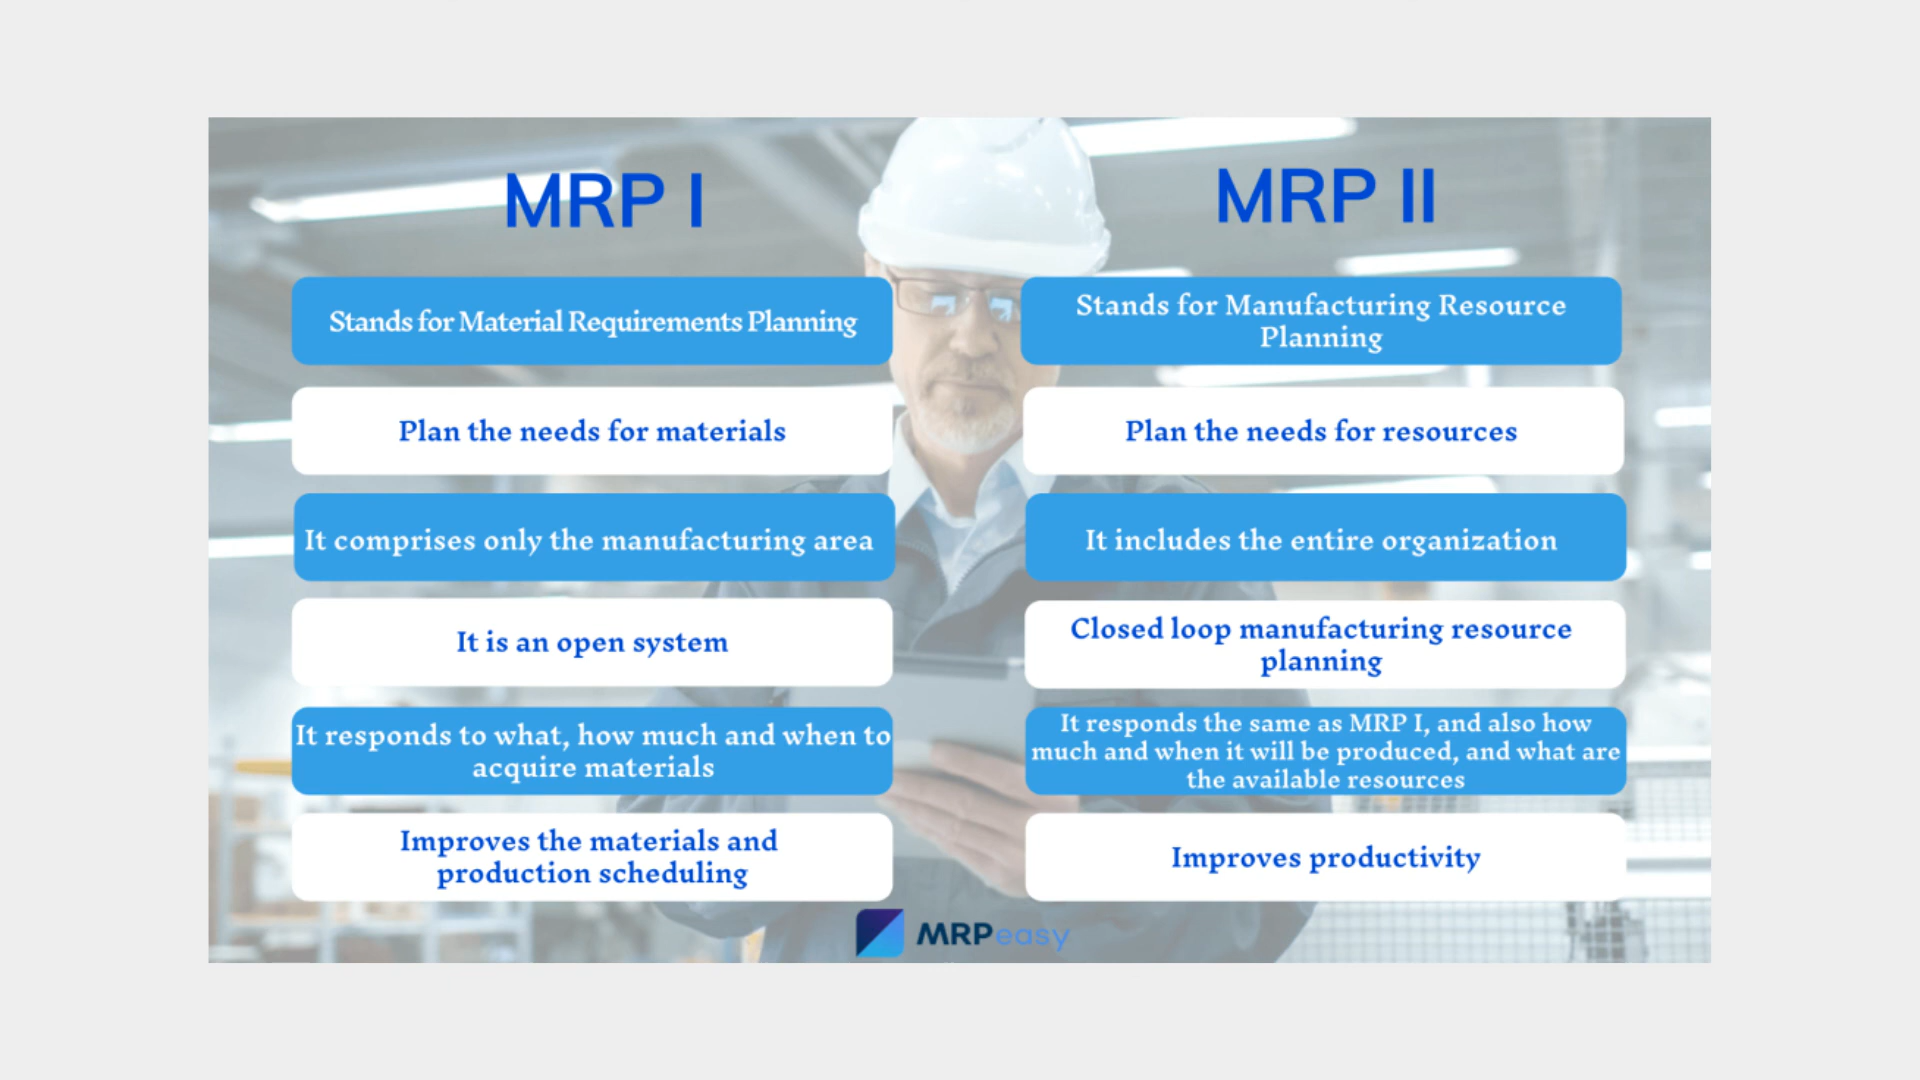 MRP I
Stands for Material Requirements Planning
Plan the needs for materials
It comprises only the manufacturing area
It is an open system
It responds to what, how much and when to
acquire materials
Improves the materials and
production scheduling
MRP II
Stands for Manufacturing Resource
Planning
Plan the needs for resources
It includes the entire organization
Closed loop manufacturing resource
planning
It responds the same as MRP I, and also how
much and when it will be produced, and what are
the available resources
Improves productivity
MRPeasy